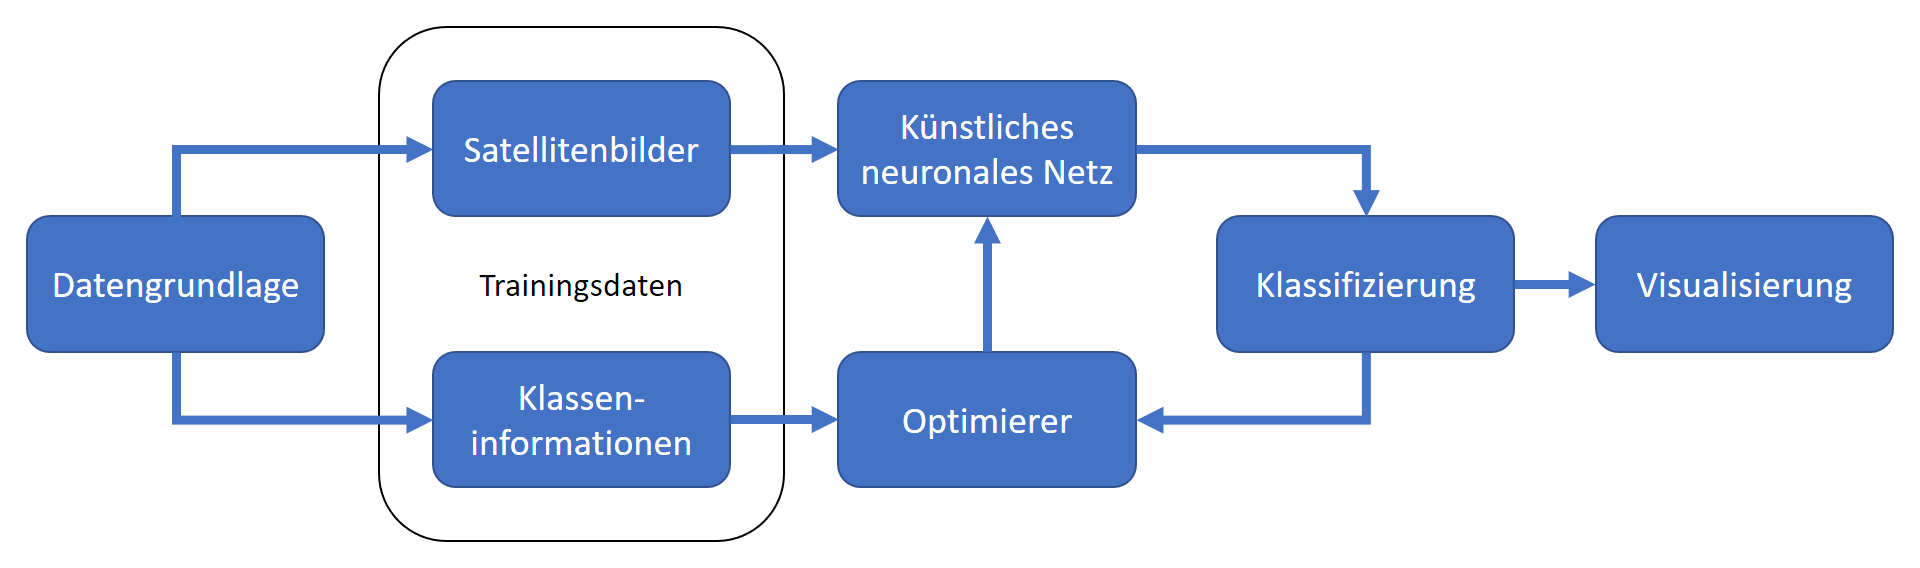 Datengrundlage
Satellitenbilder
Trainingsdaten
Klassen-
informationen
Künstliches
neuronales Netz
Optimierer
Klassifizierung
Visualisierung